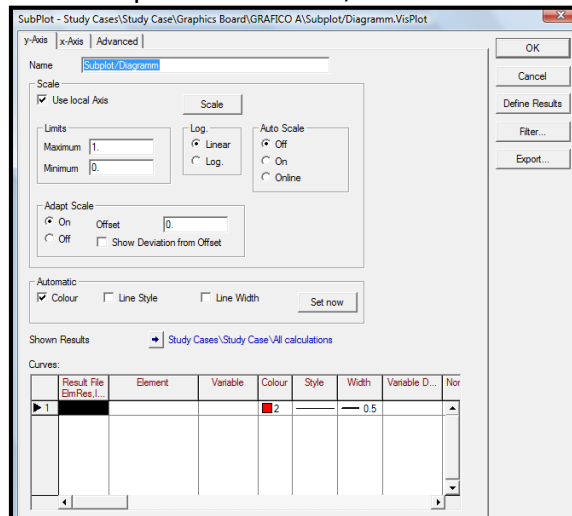 SubPlot - Study Cases\Study Case\Graphics Board\GRAFICO A\Subplot/Diagramm.VisPlot
y-Axis x-Axis Advanced
OK
Name Subplot/Diagramm
Cancel
Scale
Use local Axis Scale
Define Results
Limits Log. Auto Scale
Filter...
Maximum 1. Linear Off
Export...
Minimum 0. Log. On
Online
Adapt Scale
On Offset 0.
Off Show Deviation from Offset
Automatic
Colour Line Style Line Width Set now
Shown Results Study Cases\Study Case\All calculations
Curves:
Result File Element Variable Colour Style Width Variable D... Nor
ElmRes,I...
1 2 0.5